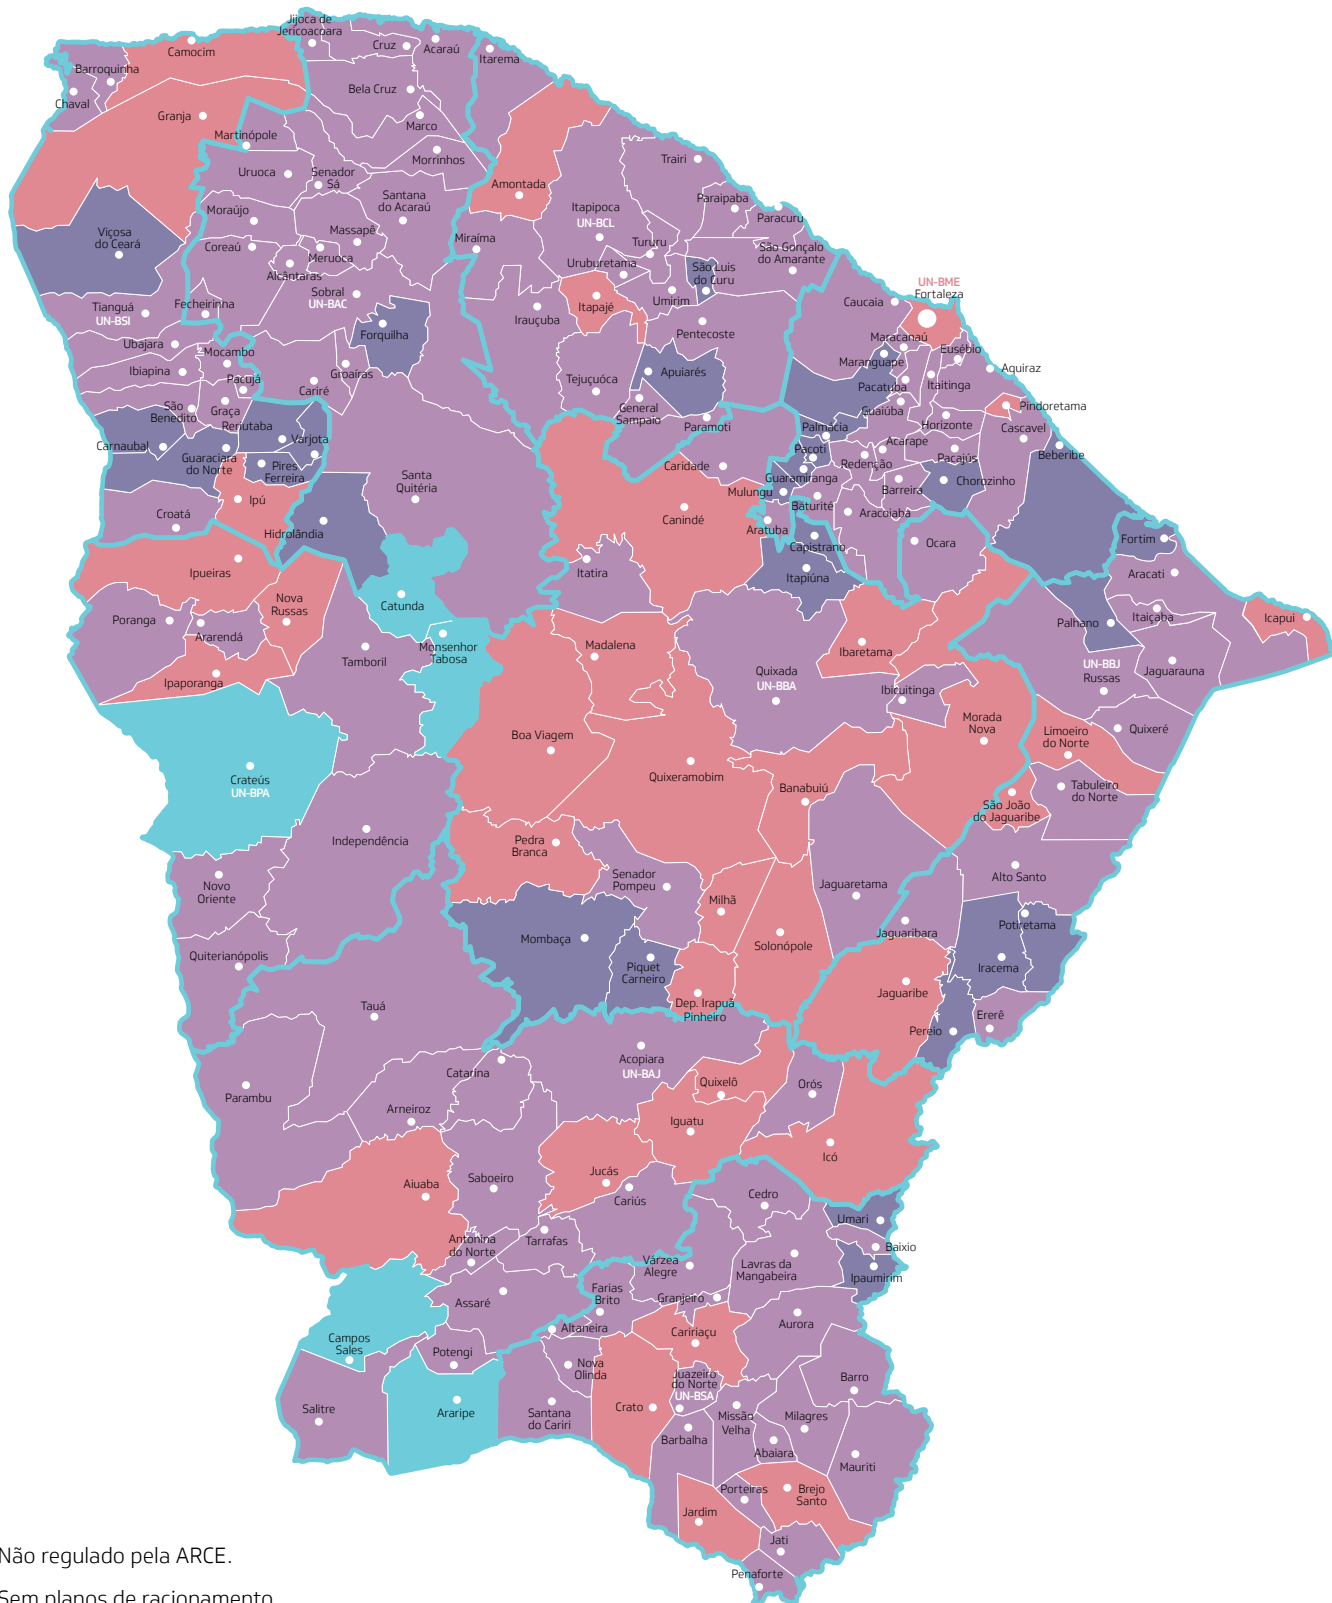 Jijoca de
Jericoacoara
Cruz
Acaraú
Itarema
Camocim
Barroquinha
Chaval
Bela Cruz
Granja
Marco
Martinópole
Morrinhos
Trairi
Uruoca
Senador
Sá
Amontada
Santana
do Acaraú
Paraipaba
Itapipoca
UN-BCL
Moraújo
Paracuru
Viçosa
do Ceará
Massapê
Miraíma
Tururu
Coreaú
São Gonçalo
do Amarante
Meruoca
Uruburetama
São Luis
do Curu
Alcântaras
UN-BME
Fortaleza
Sobral
UN-BAC
Tianguá
UN-BSI
Fecheirinha
Itapajé
Umirim
Caucaia
Irauçuba
Forquilha
Pentecoste
Maracanaú
Ubajara
Mocambo
Eusébio
Maranguape
Aquiraz
Ibiapina
Groaíras
Apuiarés
Pacujá
Tejuçuóca
Pacatuba
Itaitinga
Cariré
São
Benedito
Graça
General
Sampaio
Guaiúba
Pindoretama
Reriutaba
Paramoti
Palmácia
Horizonte
Cascavel
Carnaubal
Varjota
Pacoti
Acarape
Beberibe
Guaraciara
do Norte
Pires
Ferreira
Caridade
Redenção
Pacajús
Guaramiranga
Santa
Quitéria
Chorozinho
Mulungu
Barreira
Ipú
Baturité
Croatá
Canindé
Aracoiaba
Hidrolândia
Aratuba
Capistrano
Ocara
Fortim
Ipueiras
Itatira
Itapiúna
Aracati
Nova
Russas
Catunda
Poranga
Itaiçaba
Icapui
Palhano
Ararendá
Madalena
Ibaretama
Monsenhor
Tabosa
Tamboril
Quixada
UN-BBA
UN-BBJ
Russas
Jaguarauna
Ipaporanga
Ibicuitinga
Morada
Nova
Quixeré
Boa Viagem
Limoeiro
do Norte
Crateús
UN-BPA
Quixeramobim
Banabuiú
Tabuleiro
do Norte
São João
do Jaguaribe
Independência
Pedra
Branca
Senador
Pompeu
Alto Santo
Novo
Oriente
Jaguaretama
Milhã
Potiretama
Jaguaribara
Mombaça
Solonópole
Quiterianópolis
Piquet
Carneiro
Iracema
Jaguaribe
Tauá
Dep. Irapuã
Pinheiro
Ererê
Pereio
Acopiara
UN-BAJ
Catarina
Quixelô
Orós
Parambu
Arneiroz
Iguatu
Icó
Jucás
Aiuaba
Saboeiro
Cariús
Cedro
Umari
Antonina
do Norte
Tarrafas
Baixio
Várzea
Alegre
Lavras da
Mangabeira
Ipaumirim
Farias
Brito
Granjeiro
Assaré
Aurora
Altaneira
Caririaçu
Campos
Sales
Potengi
Nova
Olinda
Juazeiro
do Norte
UN-BSA
Barro
Salitre
Araripe
Santana
do Cariri
Crato
Missão
Velha
Milagres
Barbalha
Abaiara
Mauriti
Porteiras
Brejo
Santo
Jardim
Jati
Não regulado pela ARCE.
Penaforte
Sem planos de racionamento